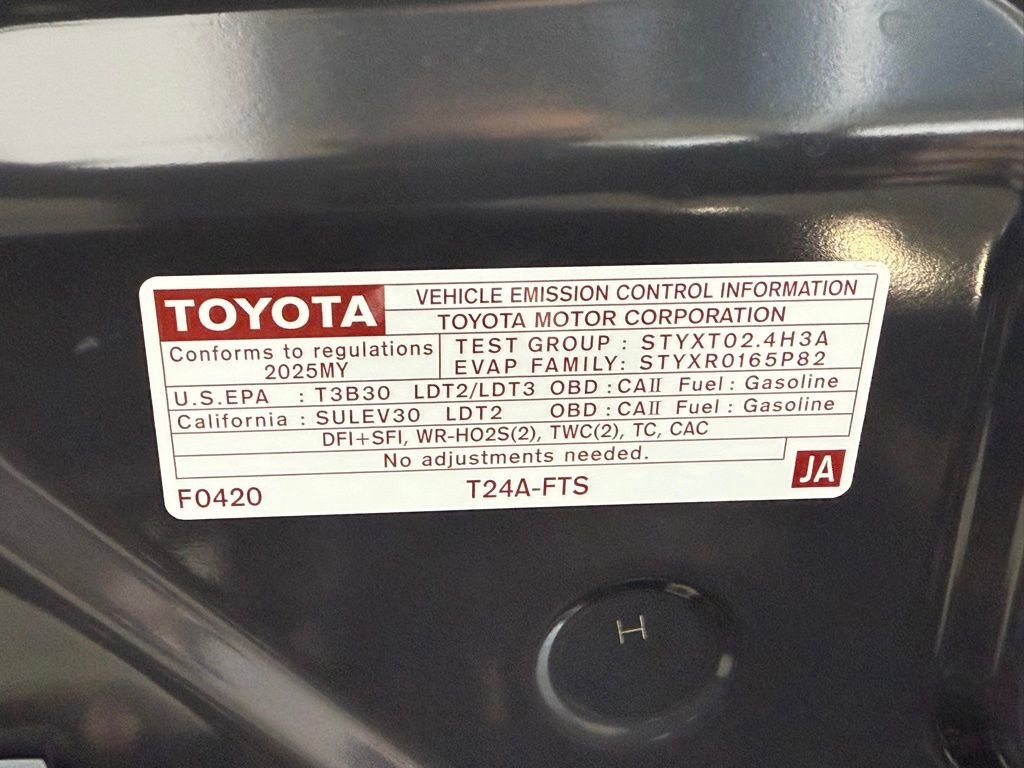 TOYOTA
VEHICLE EMISSION CONTROL INFORMATION
TOYOTA MOTOR CORPORATION
Conforms to regulations
2025MY
TEST GROUP : STYXT02.4H3A
EVAP FAMILY: STYXR0165P82
U.S.EPA : T3B30 LDT2/LDT3 OBD : CAII Fuel : Gasoline
California : SULEV30 LDT2 OBD : CAII Fuel : Gasoline
DFI+SFI, WR-HO2S(2), TWC(2), TC, CAC
No adjustments needed.
JA
F0420 T24A-FTS
H